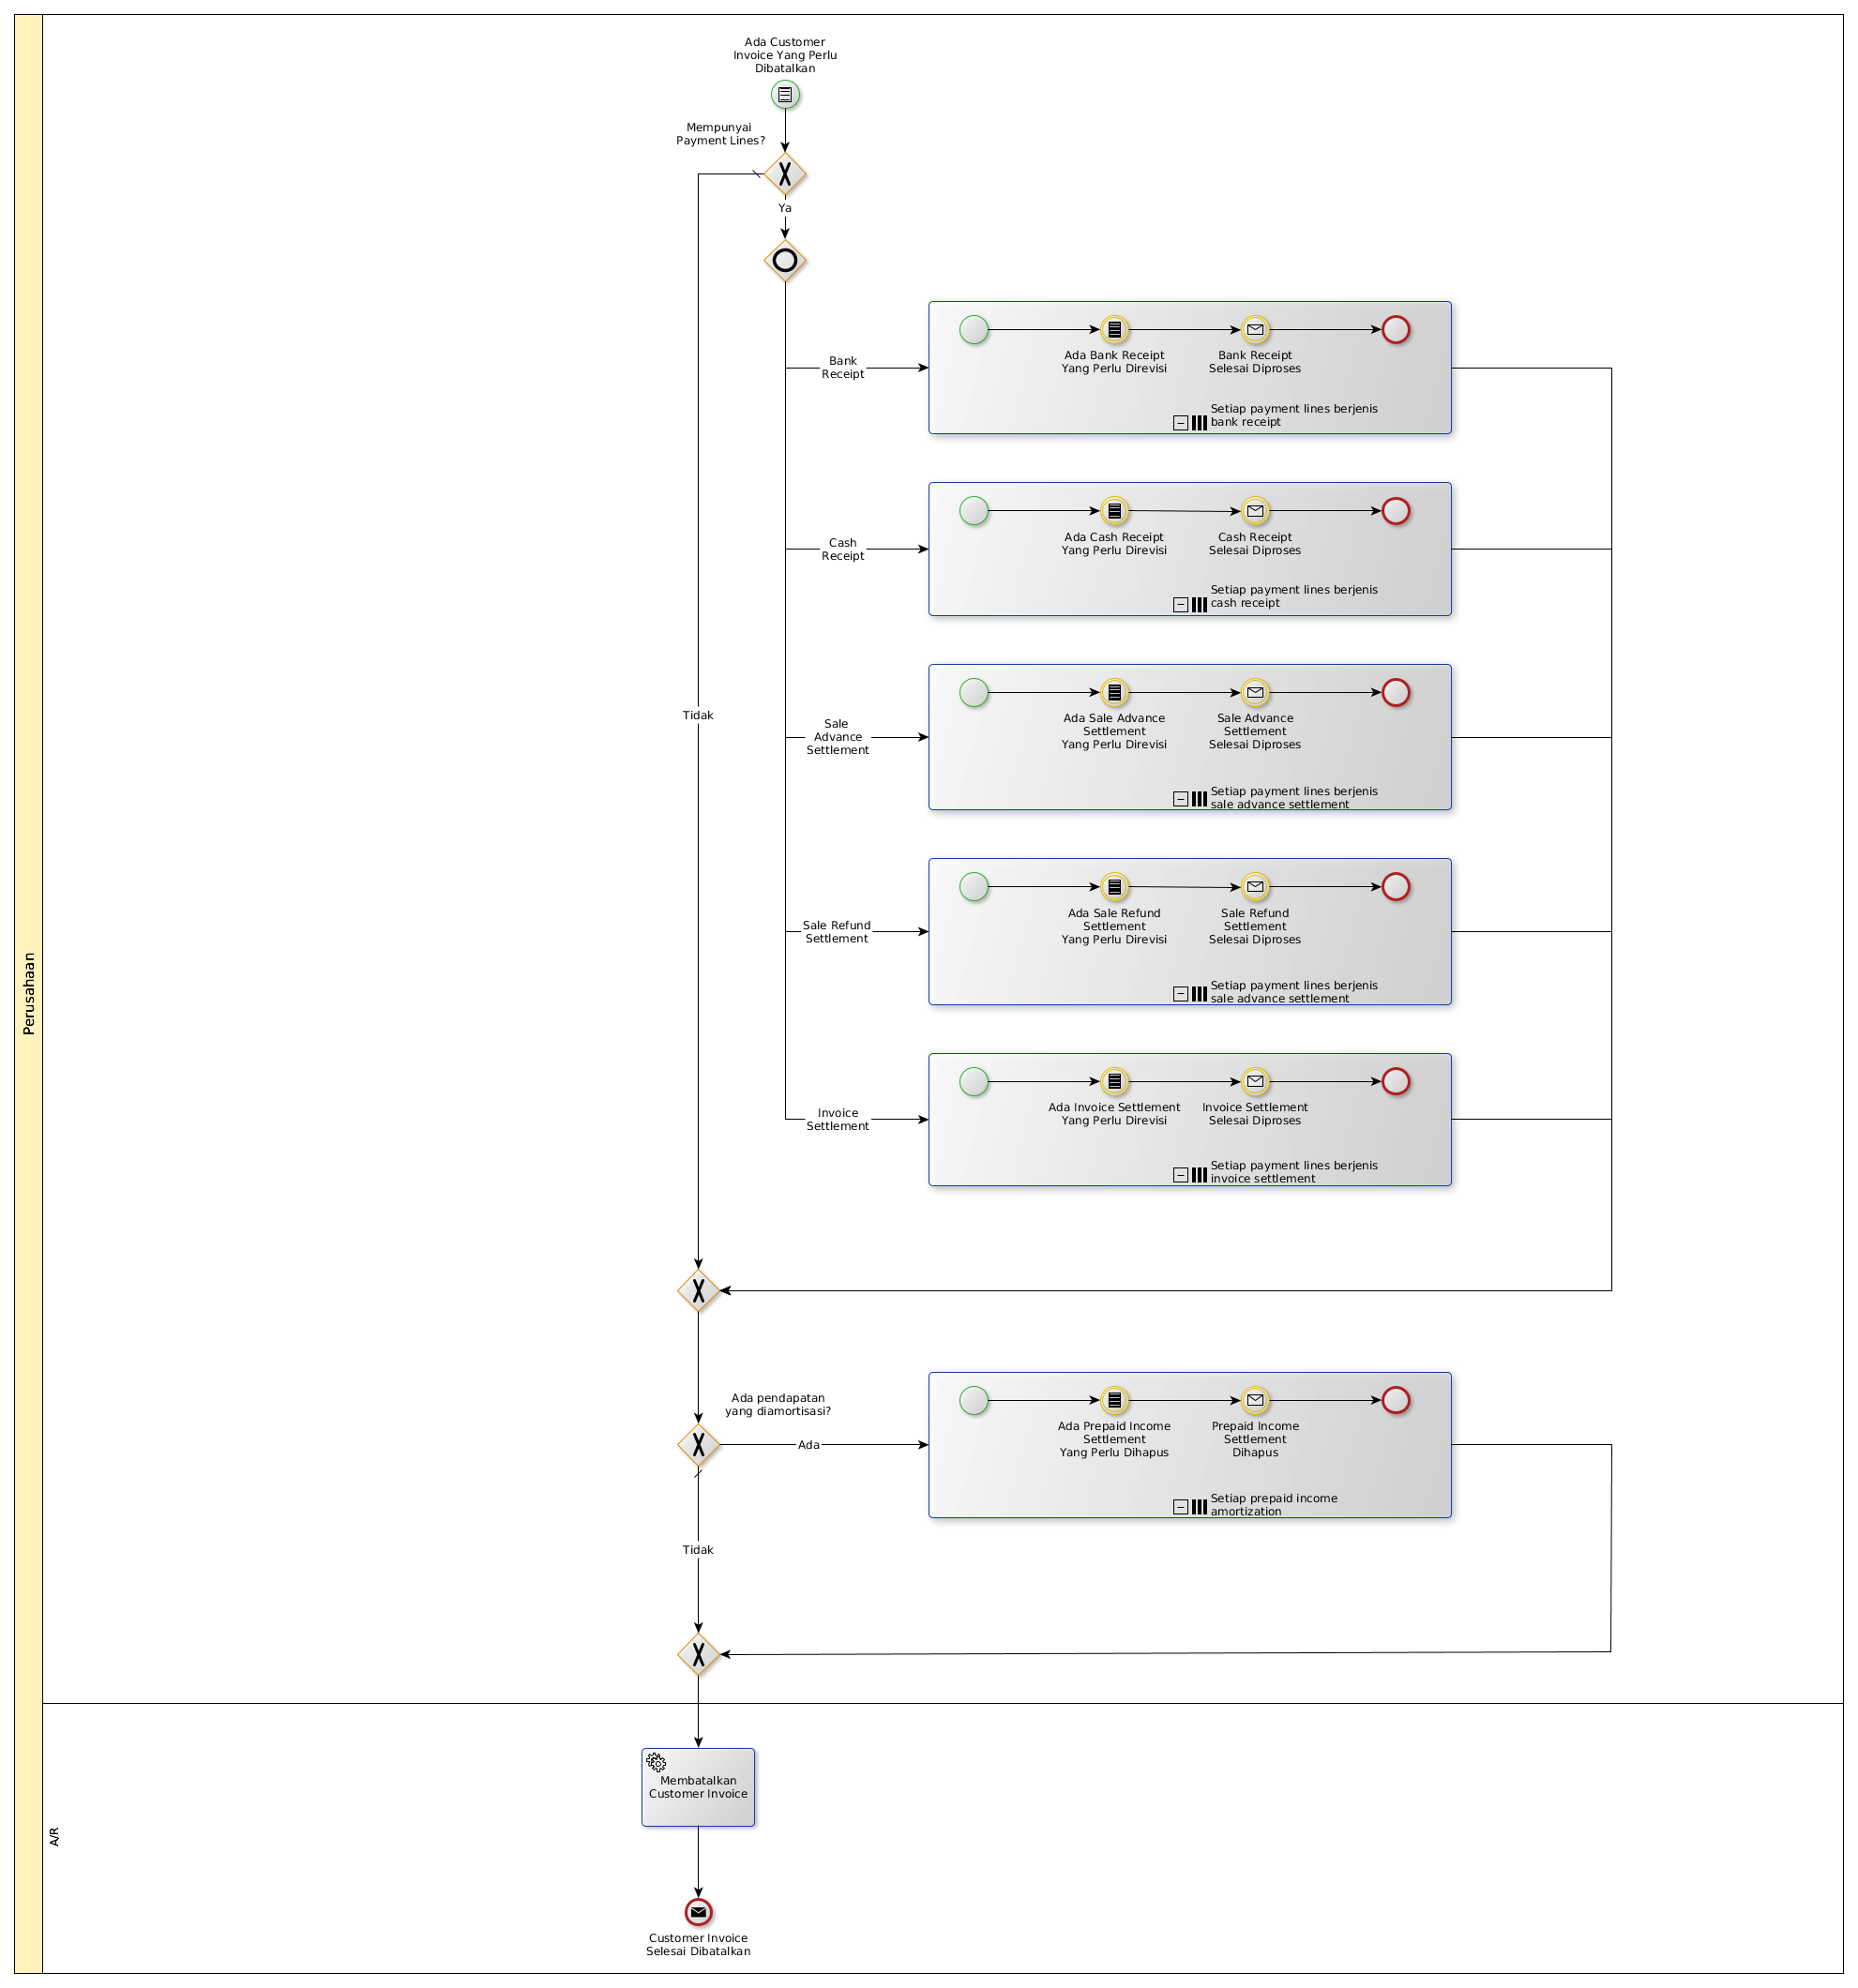 Ada Customer
Invoice Yang Perlu
Dibatalkan
Mempunyai
Payment Lines?
Ya
Bank
Receipt
Ada Bank Receipt
Yang Perlu Direvisi
Bank Receipt
Selesai Diproses
Setiap payment lines berjenis
bank receipt
Cash
Receipt
Ada Cash Receipt
Yang Perlu Direvisi
Cash Receipt
Selesai Diproses
Setiap payment lines berjenis
cash receipt
Tidak
Sale
Advance
Settlement
Ada Sale Advance
Settlement
Yang Perlu Direvisi
Sale Advance
Settlement
Selesai Diproses
Setiap payment lines berjenis
sale advance settlement
Sale Refund
Settlement
Ada Sale Refund
Settlement
Yang Perlu Direvisi
Sale Refund
Settlement
Selesai Diproses
Setiap payment lines berjenis
sale advance settlement
Perusahaan
Invoice
Settlement
Ada Invoice Settlement
Yang Perlu Direvisi
Invoice Settlement
Selesai Diproses
Setiap payment lines berjenis
invoice settlement
Ada pendapatan
yang diamortisasi?
Ada
Ada Prepaid Income
Settlement
Yang Perlu Dihapus
Prepaid Income
Settlement
Dihapus
Setiap prepaid income
amortization
Tidak
A/R
Membatalkan
Customer Invoice
Customer Invoice
Selesai Dibatalkan